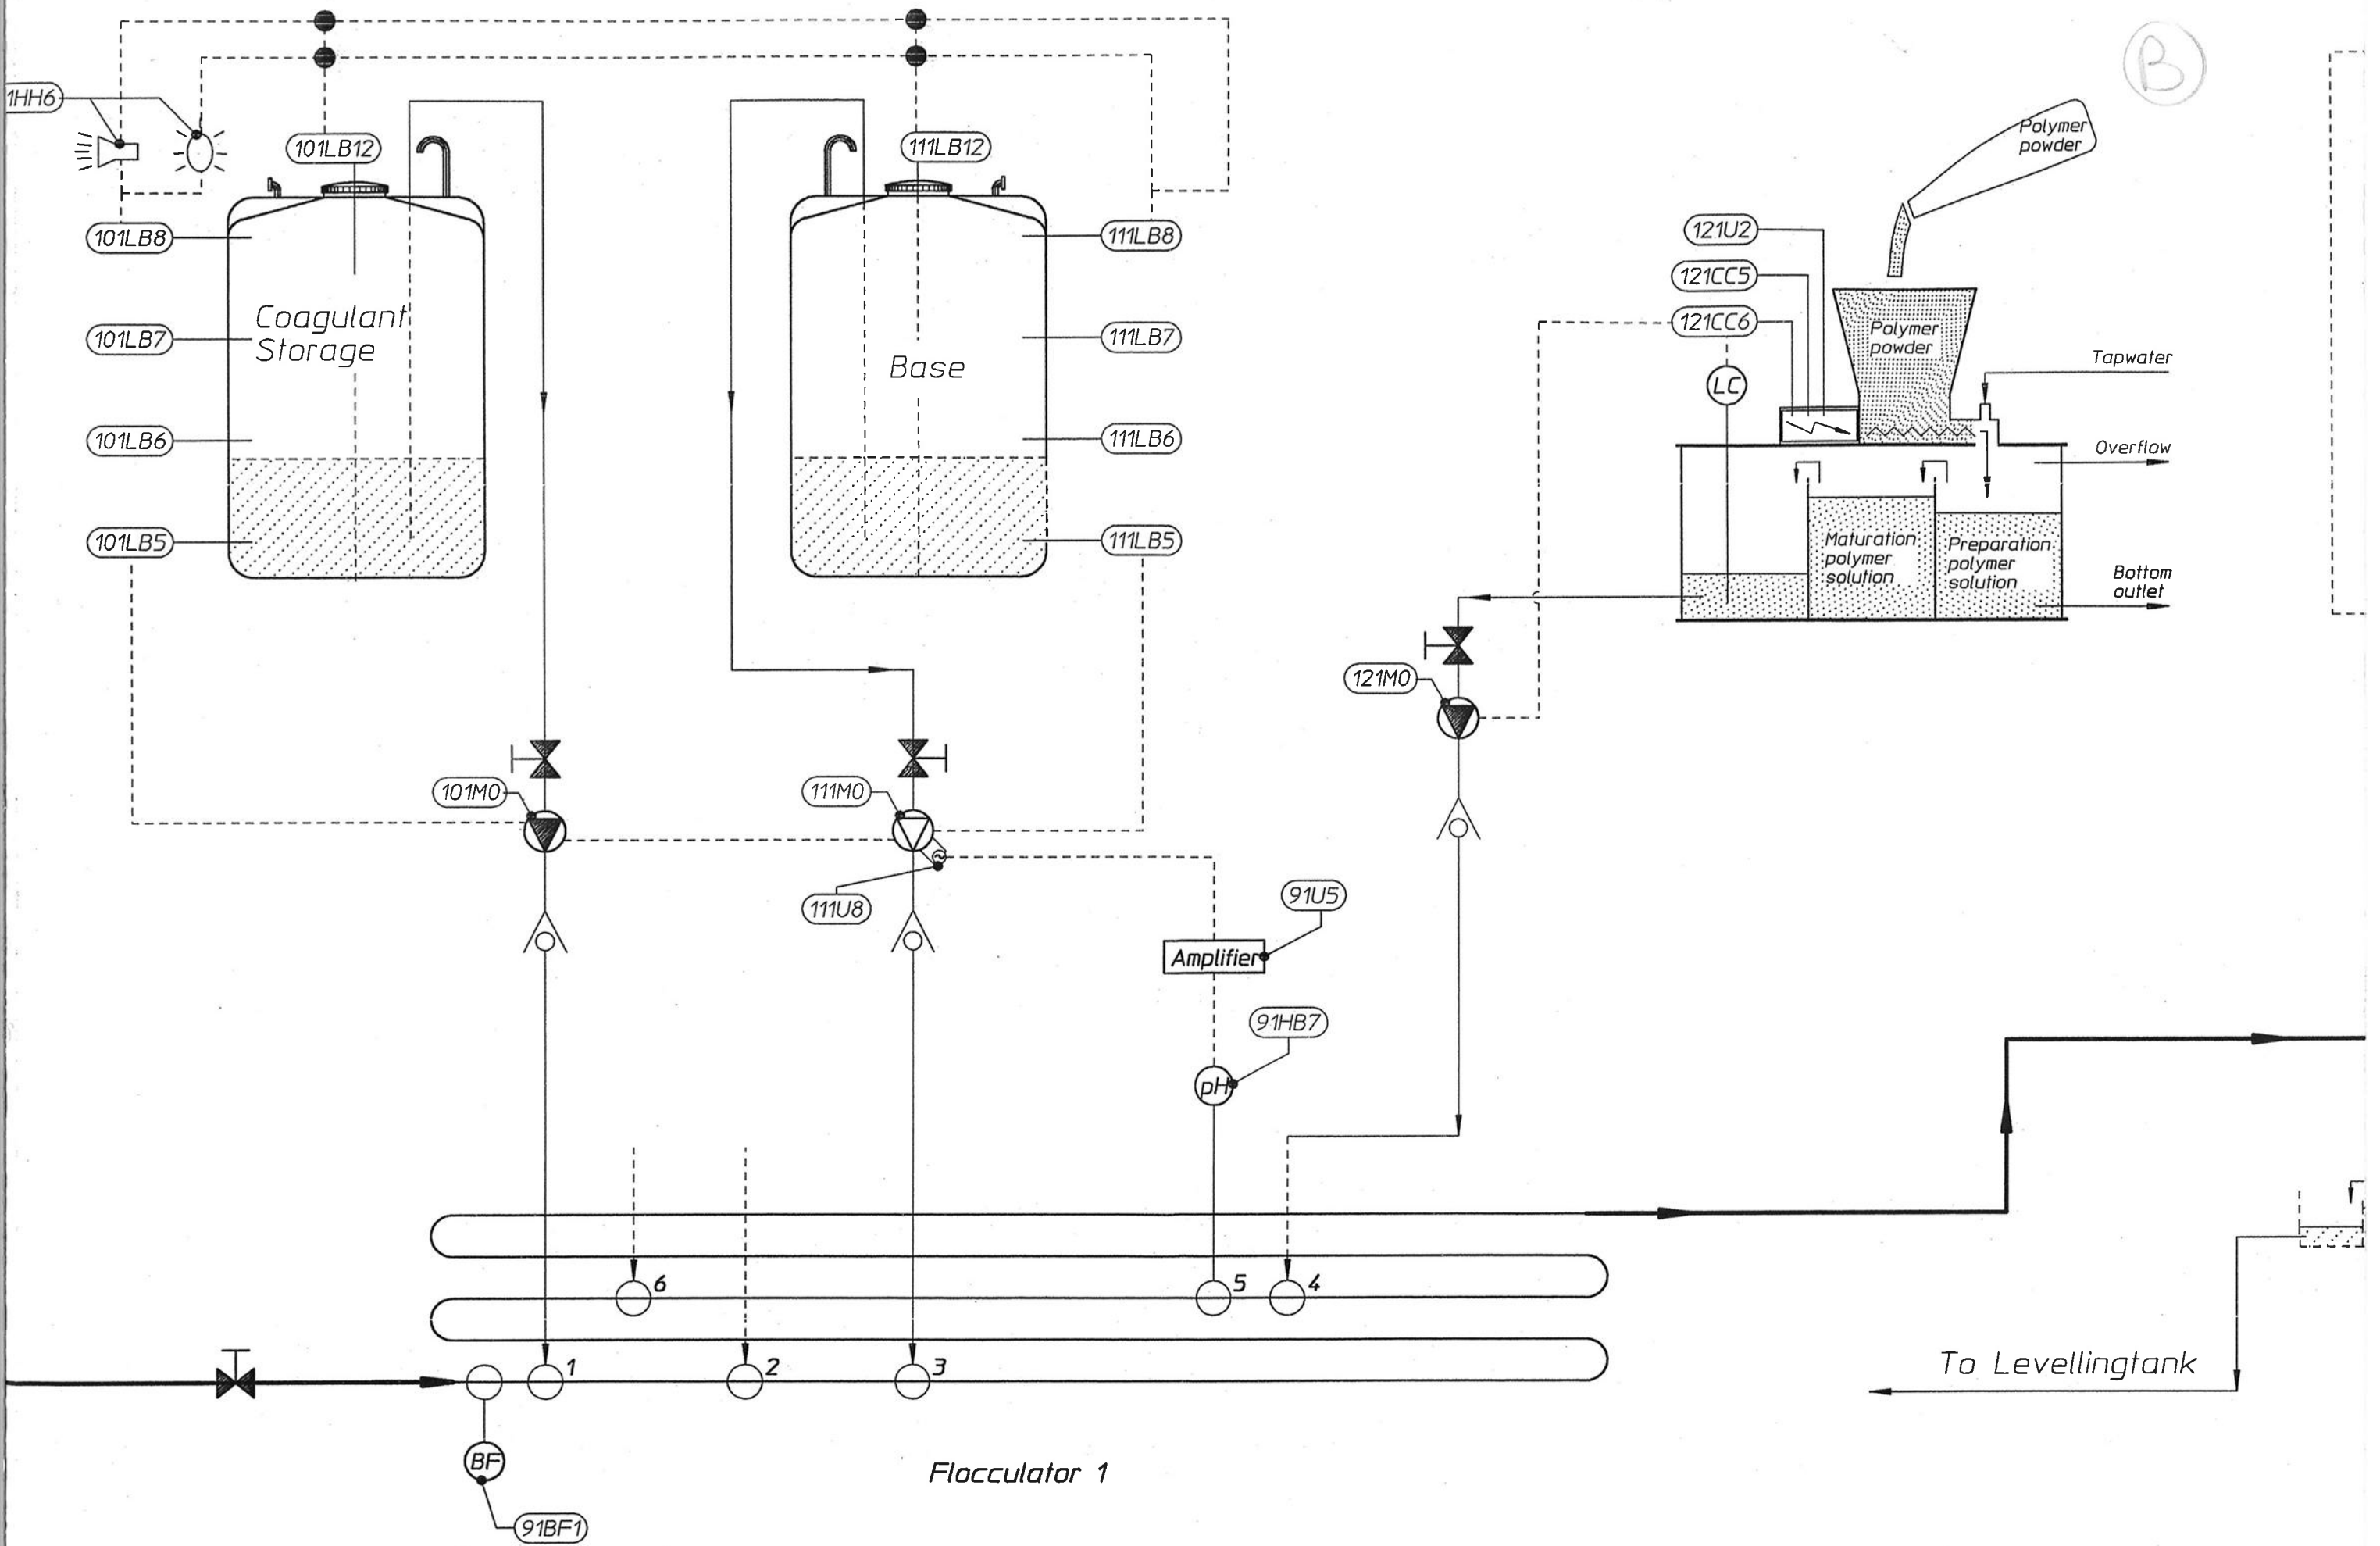 B
1HH6
101LB12
111LB12
Polymer
powder
101LB8
111LB8
121U2
121CC5
121CC6
Coagulant
Storage
101LB7
111LB7
Polymer
powder
Base
LC
Tapwater
101LB6
111LB6
Overflow
101LB5
111LB5
Maturation
polymer
solution
Preparation
polymer
solution
Bottom
outlet
121M0
101M0
111M0
111U8
91U5
Amplifier
91HB7
pH
6
5
4
1
2
3
To Levellingtank
BF
Flocculator 1
91BF1